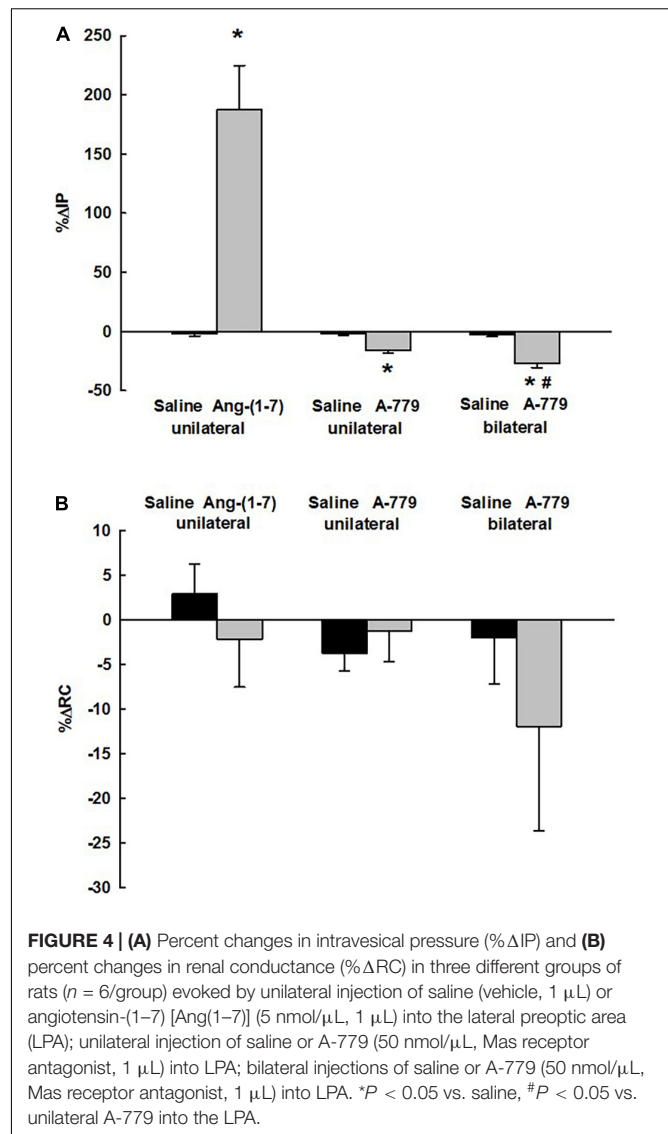 A
250
*
200
150
%ΔIP
100
50
0
-50
*
* #
Saline Ang-(1-7) Saline A-779 Saline A-779
unilateral unilateral bilateral
B
Saline Ang-(1-7) Saline A-779 Saline A-779
unilateral unilateral bilateral
10
5
0
-5
-10
%ΔRC
-15
-20
-25
-30
FIGURE 4 | (A) Percent changes in intravesical pressure (%ΔIP) and (B)
percent changes in renal conductance (%ΔRC) in three different groups of
rats (n = 6/group) evoked by unilateral injection of saline (vehicle, 1 μL) or
angiotensin-(1–7) [Ang(1–7)] (5 nmol/μL, 1 μL) into the lateral preoptic area
(LPA); unilateral injection of saline or A-779 (50 nmol/μL, Mas receptor
antagonist, 1 μL) into LPA; bilateral injections of saline or A-779 (50 nmol/μL,
Mas receptor antagonist, 1 μL) into LPA. *P < 0.05 vs. saline, #P < 0.05 vs.
unilateral A-779 into the LPA.